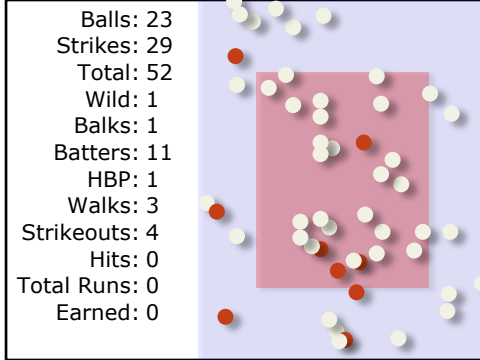 Balls: 23
Strikes: 29
Total: 52
Wild: 1
Balks: 1
Batters: 11
HBP: 1
Walks: 3
Strikeouts: 4
Hits: 0
Total Runs: 0
Earned: 0